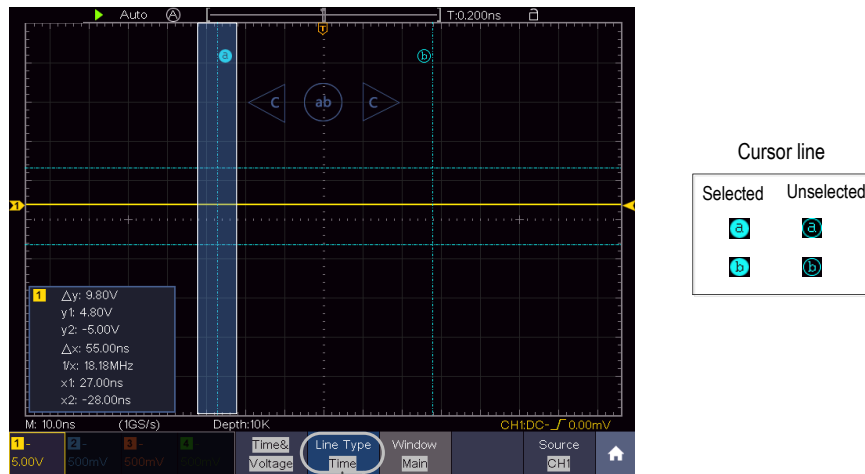 Auto A T T:0.200ns
a b
C ab C
1
1 △y: 9.80V
y1: 4.80V
y2: -5.00V
△x: 55.00ns
1/x: 18.18MHz
x1: 27.00ns
x2: -28.00ns
M: 10.0ns (1GS/s) Depth:10K CH1:DC- 0.00mV
1 - 5.00V
2 - 500mV
3 - 500mV
4
Time& Voltage
Line Type Time
Window Main
Source CH1
Cursor line
Selected Unselected
a a
b b